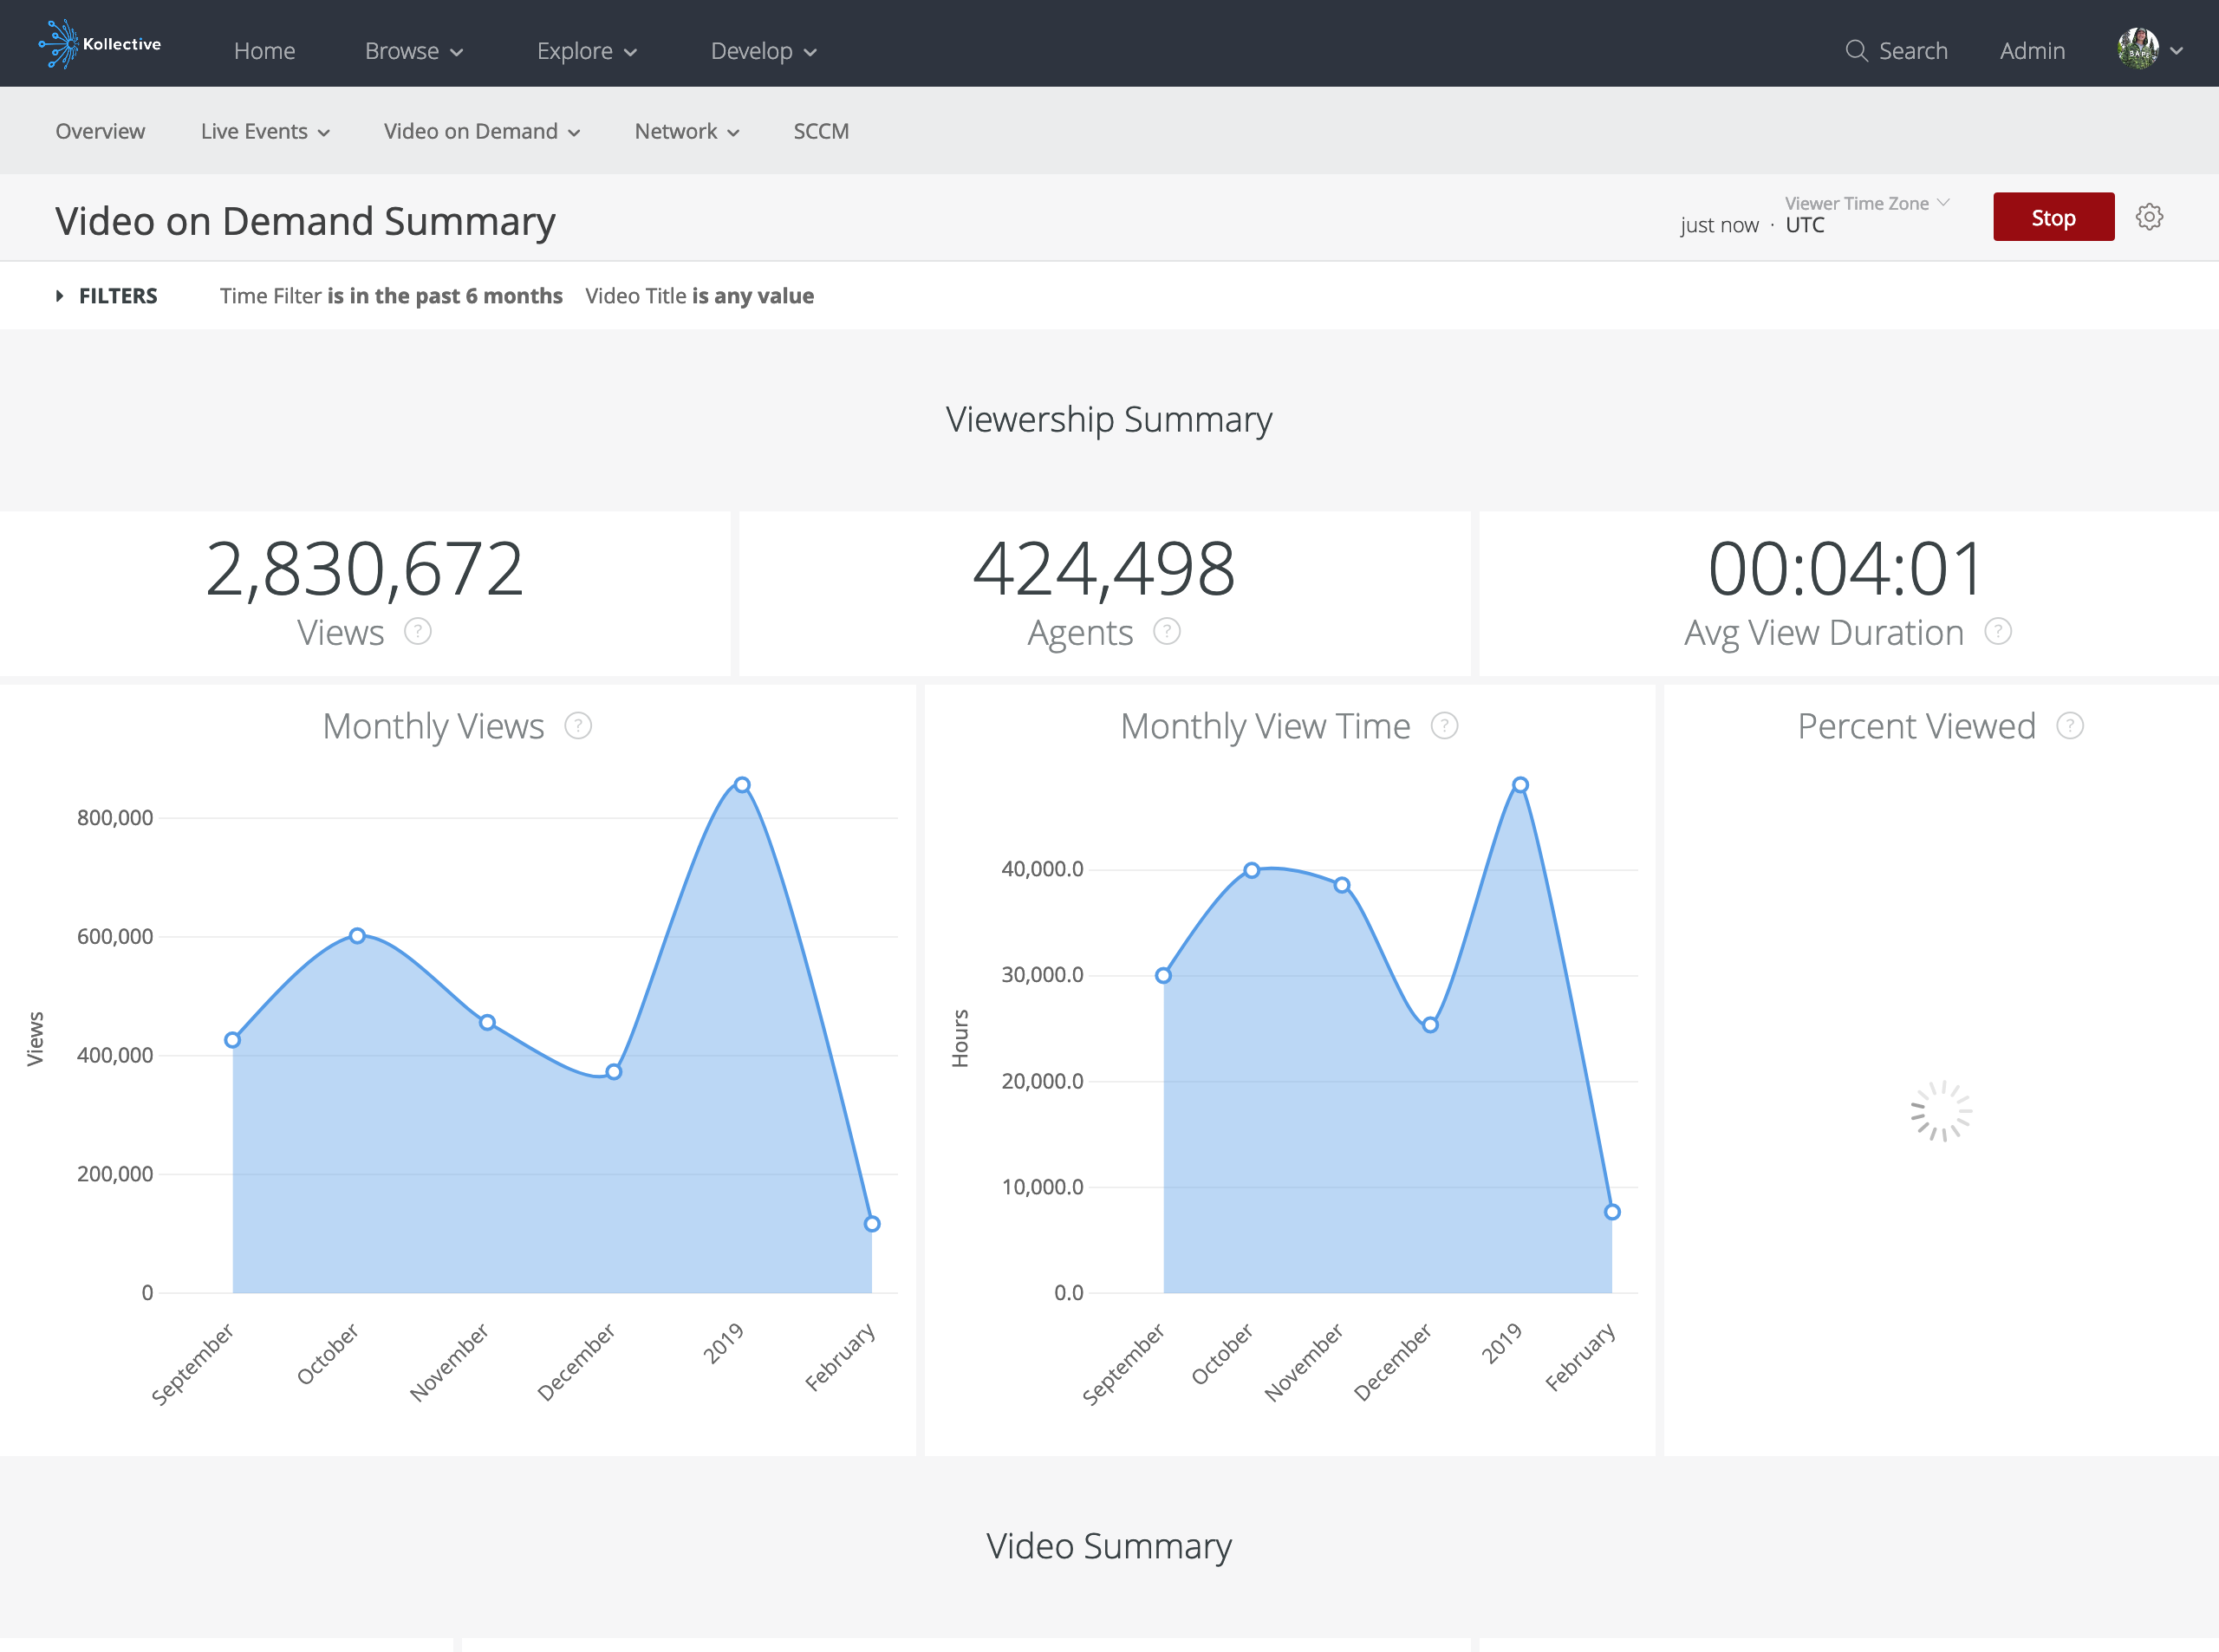 Kollective Home Browse Explore Develop Search Admin
Overview Live Events Video on Demand Network SCCM
Video on Demand Summary
Viewer Time Zone
just now · UTC
Stop
FILTERS Time Filter is in the past 6 months Video Title is any value
Viewership Summary
2,830,672
Views ?
424,498
Agents ?
00:04:01
Avg View Duration ?
Monthly Views ?
Views
800,000
600,000
400,000
200,000
0
September
October
November
December
2019
February
Monthly View Time ?
Hours
40,000.0
30,000.0
20,000.0
10,000.0
0.0
September
October
November
December
2019
February
Percent Viewed ?
Video Summary